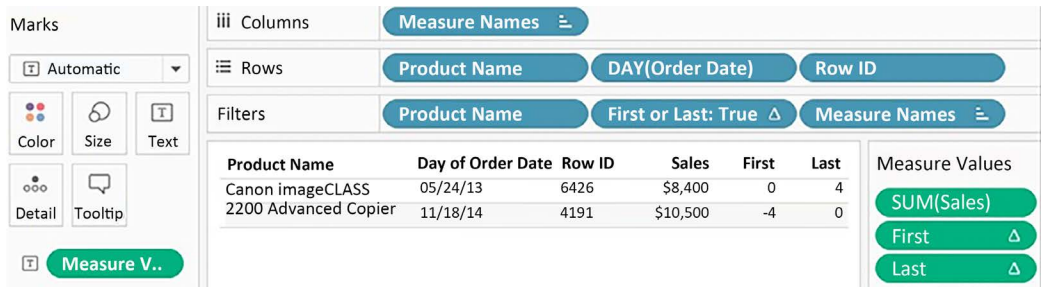 Marks
Columns
Measure Names
Automatic
Rows
Product Name DAY(Order Date) Row ID
Color Size Text
Filters
Product Name First or Last: True Δ Measure Names
Detail Tooltip
Measure V..
Product Name Day of Order Date Row ID Sales First Last
Canon imageCLASS 05/24/13 6426 $8,400 0 4
2200 Advanced Copier 11/18/14 4191 $10,500 -4 0
Measure Values
SUM(Sales)
First Δ
Last Δ